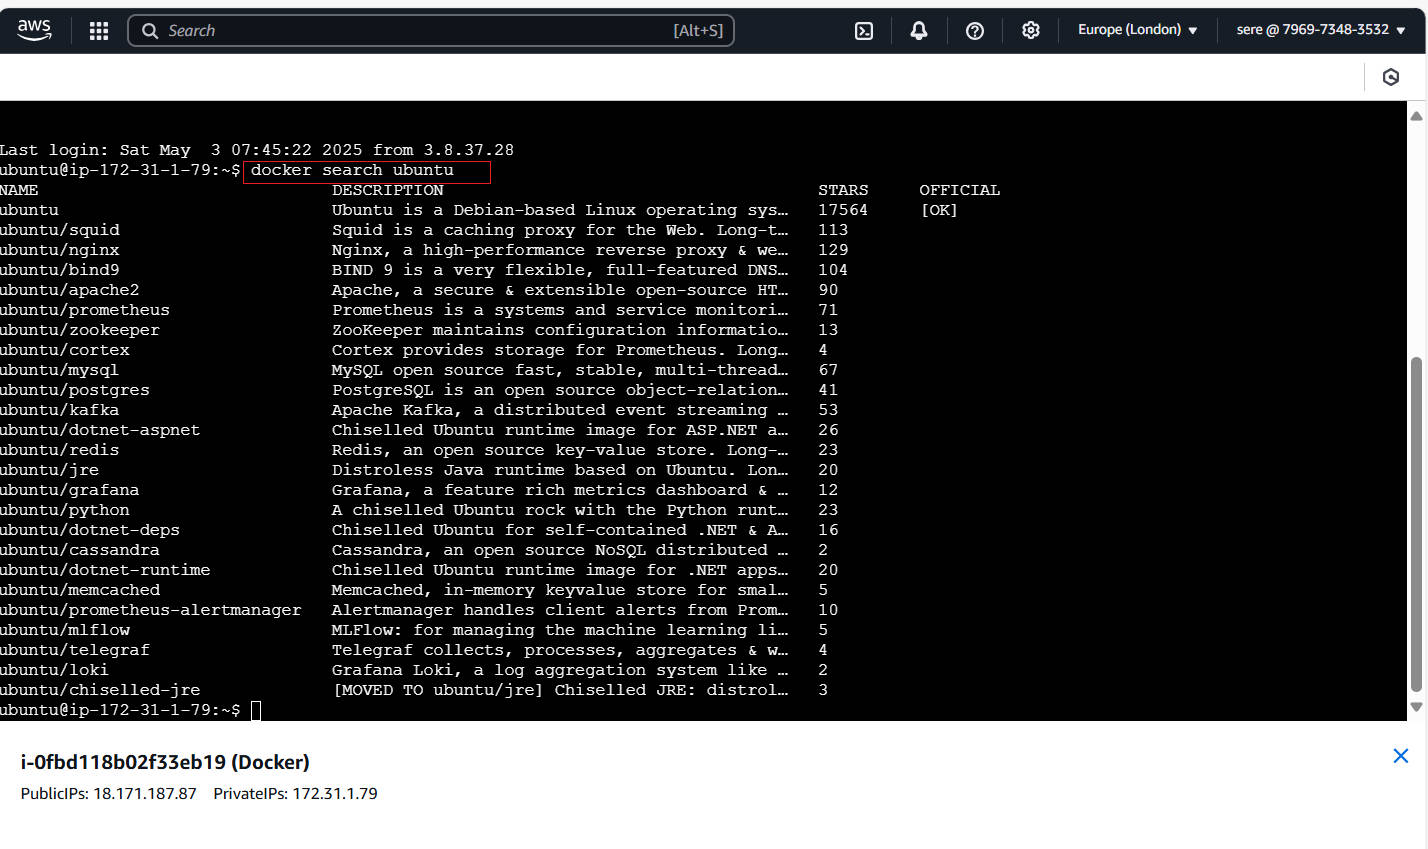 aws Search [Alt+S] Europe (London) sere @ 7969-7348-3532
Last login: Sat May  3 07:45:22 2025 from 3.8.37.28
ubuntu@ip-172-31-1-79:~$ docker search ubuntu
NAME DESCRIPTION STARS OFFICIAL
ubuntu Ubuntu is a Debian-based Linux operating sys… 17564 [OK]
ubuntu/squid Squid is a caching proxy for the Web. Long-t… 113
ubuntu/nginx Nginx, a high-performance reverse proxy & we… 129
ubuntu/bind9 BIND 9 is a very flexible, full-featured DNS… 104
ubuntu/apache2 Apache, a secure & extensible open-source HT… 90
ubuntu/prometheus Prometheus is a systems and service monitori… 71
ubuntu/zookeeper ZooKeeper maintains configuration informatio… 13
ubuntu/cortex Cortex provides storage for Prometheus. Long… 4
ubuntu/mysql MySQL open source fast, stable, multi-thread… 67
ubuntu/postgres PostgreSQL is an open source object-relation… 41
ubuntu/kafka Apache Kafka, a distributed event streaming … 53
ubuntu/dotnet-aspnet Chiselled Ubuntu runtime image for ASP.NET a… 26
ubuntu/redis Redis, an open source key-value store. Long-… 23
ubuntu/jre Distroless Java runtime based on Ubuntu. Lon… 20
ubuntu/grafana Grafana, a feature rich metrics dashboard & … 12
ubuntu/python A chiselled Ubuntu rock with the Python runt… 23
ubuntu/dotnet-deps Chiselled Ubuntu for self-contained .NET & A… 16
ubuntu/cassandra Cassandra, an open source NoSQL distributed … 2
ubuntu/dotnet-runtime Chiselled Ubuntu runtime image for .NET apps… 20
ubuntu/memcached Memcached, in-memory keyvalue store for smal… 5
ubuntu/prometheus-alertmanager Alertmanager handles client alerts from Prom… 10
ubuntu/mlflow MLFlow: for managing the machine learning li… 5
ubuntu/telegraf Telegraf collects, processes, aggregates & w… 4
ubuntu/loki Grafana Loki, a log aggregation system like … 2
ubuntu/chiselled-jre [MOVED TO ubuntu/jre] Chiselled JRE: distrol… 3
ubuntu@ip-172-31-1-79:~$
i-0fbd118b02f33eb19 (Docker)
PublicIPs: 18.171.187.87 PrivateIPs: 172.31.1.79